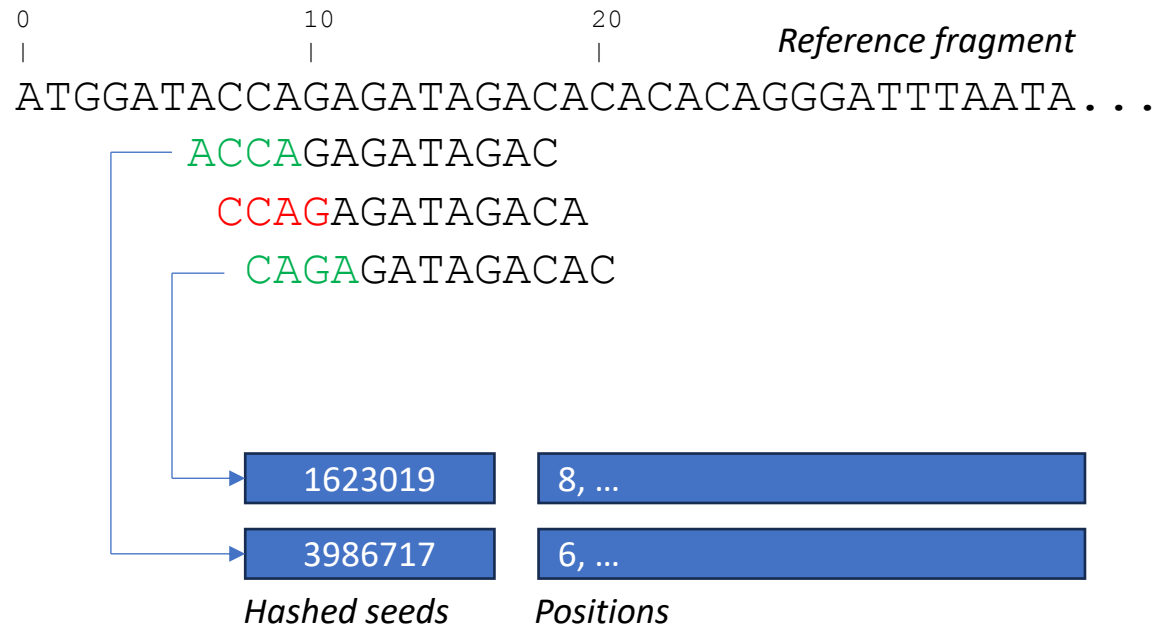 0 10 20
| | | Reference fragment
ATGGATACCAGAGATAGACACACACAGGGATTTAATA...
ACCAGAGATAGAC
CCAGAGATAGACA
CAGAGATAGACAC
1623019 8, ...
3986717 6, ...
Hashed seeds Positions